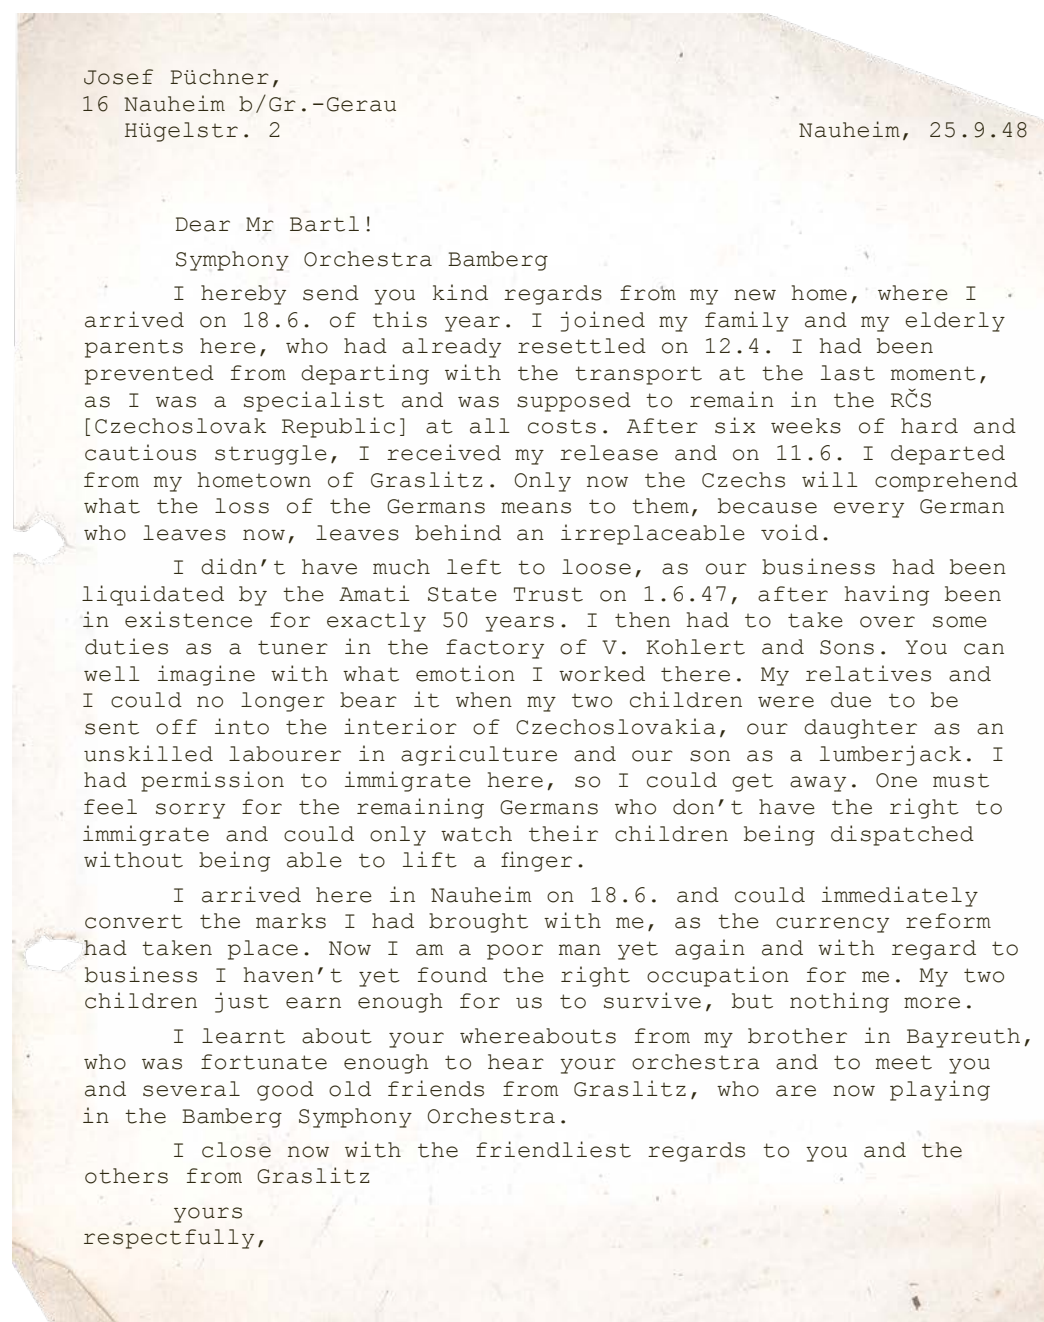 Josef Püchner,
16 Nauheim b/Gr.-Gerau
Hügelstr. 2
Nauheim, 25.9.48
Dear Mr Bartl!
Symphony Orchestra Bamberg
I hereby send you kind regards from my new home, where I
arrived on 18.6. of this year. I joined my family and my elderly
parents here, who had already resettled on 12.4. I had been
prevented from departing with the transport at the last moment,
as I was a specialist and was supposed to remain in the RČS
[Czechoslovak Republic] at all costs. After six weeks of hard and
cautious struggle, I received my release and on 11.6. I departed
from my hometown of Graslitz. Only now the Czechs will comprehend
what the loss of the Germans means to them, because every German
who leaves now, leaves behind an irreplaceable void.
I didn't have much left to loose, as our business had been
liquidated by the Amati State Trust on 1.6.47, after having been
in existence for exactly 50 years. I then had to take over some
duties as a tuner in the factory of V. Kohlert and Sons. You can
well imagine with what emotion I worked there. My relatives and
I could no longer bear it when my two children were due to be
sent off into the interior of Czechoslovakia, our daughter as an
unskilled labourer in agriculture and our son as a lumberjack. I
had permission to immigrate here, so I could get away. One must
feel sorry for the remaining Germans who don't have the right to
immigrate and could only watch their children being dispatched
without being able to lift a finger.
I arrived here in Nauheim on 18.6. and could immediately
convert the marks I had brought with me, as the currency reform
had taken place. Now I am a poor man yet again and with regard to
business I haven't yet found the right occupation for me. My two
children just earn enough for us to survive, but nothing more.
I learnt about your whereabouts from my brother in Bayreuth,
who was fortunate enough to hear your orchestra and to meet you
and several good old friends from Graslitz, who are now playing
in the Bamberg Symphony Orchestra.
I close now with the friendliest regards to you and the
others from Graslitz
yours
respectfully,